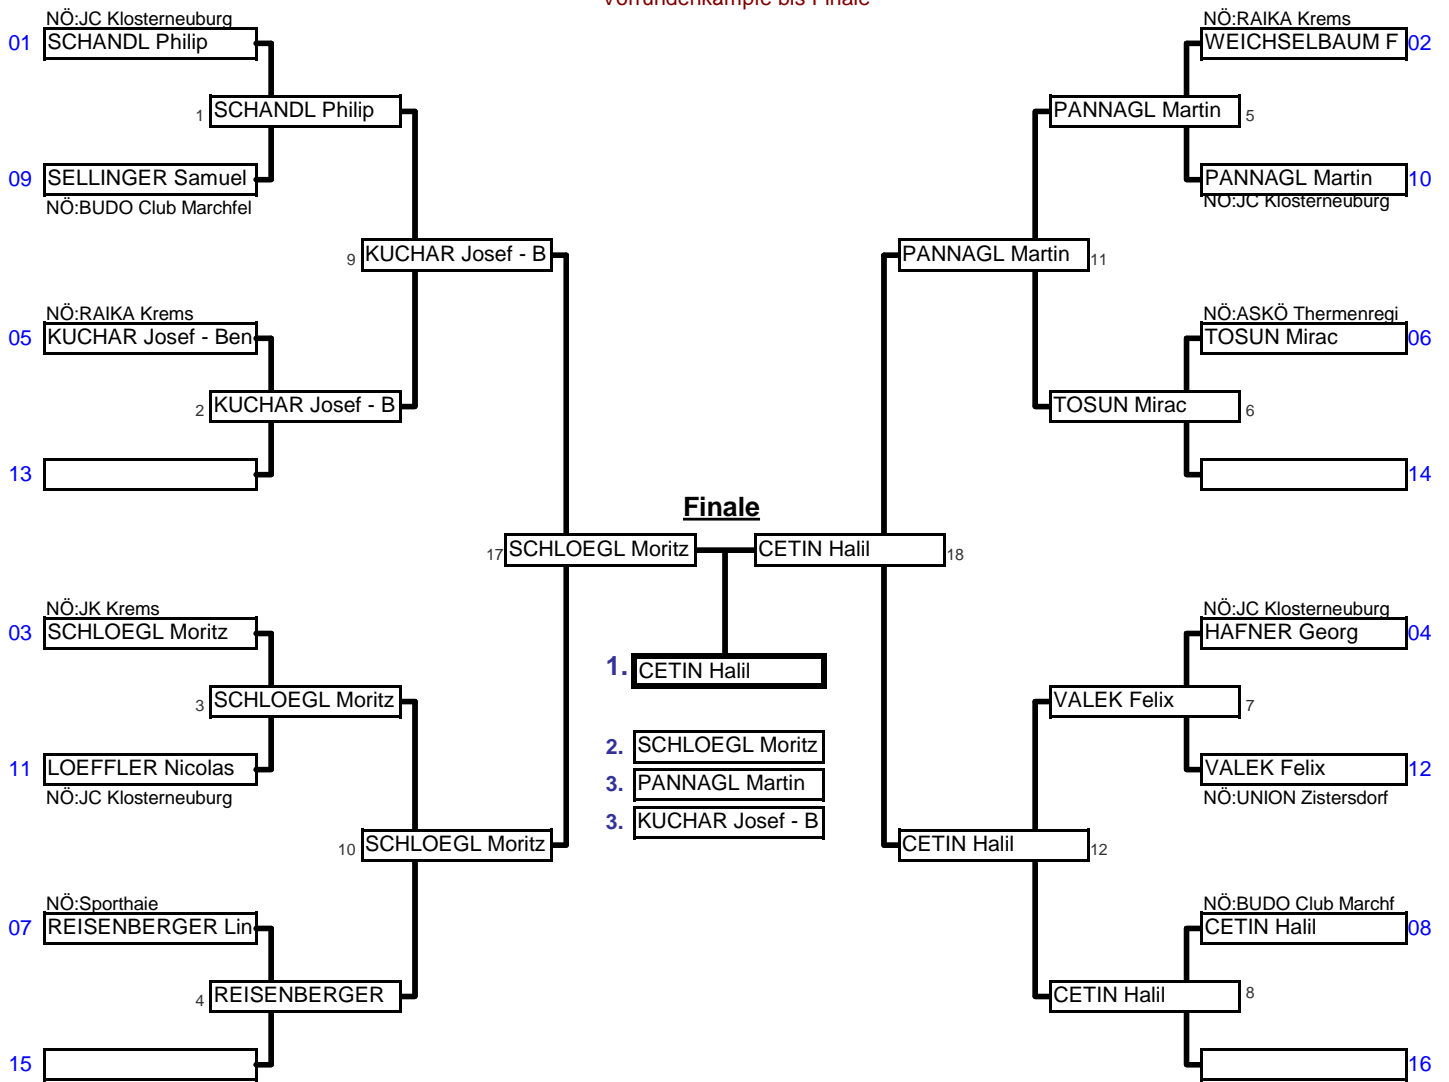 Vorrundenkämpfe bis Finale
NÖ:JC Klosterneuburg
01 SCHANDL Philip
1 SCHANDL Philip
09 SELLINGER Samuel
NÖ:BUDO Club Marchfel
9 KUCHAR Josef - B
NÖ:RAIKA Krems
05 KUCHAR Josef - Ben
2 KUCHAR Josef - B
13
17 SCHLOEGL Moritz
NÖ:JK Krems
03 SCHLOEGL Moritz
3 SCHLOEGL Moritz
11 LOEFFLER Nicolas
NÖ:JC Klosterneuburg
10 SCHLOEGL Moritz
NÖ:Sporthaie
07 REISENBERGER Lin
4 REISENBERGER
15
Finale
1. CETIN Halil
2. SCHLOEGL Moritz
3. PANNAGL Martin
3. KUCHAR Josef - B
NÖ:RAIKA Krems
WEICHSELBAUM F 02
PANNAGL Martin 5
PANNAGL Martin 10
NÖ:JC Klosterneuburg
PANNAGL Martin 11
NÖ:ASKÖ Thermenregi
TOSUN Mirac 06
TOSUN Mirac 6
14
CETIN Halil 18
NÖ:JC Klosterneuburg
HAFNER Georg 04
VALEK Felix 7
VALEK Felix 12
NÖ:UNION Zistersdorf
CETIN Halil 12
NÖ:BUDO Club Marchf
CETIN Halil 08
CETIN Halil 8
16